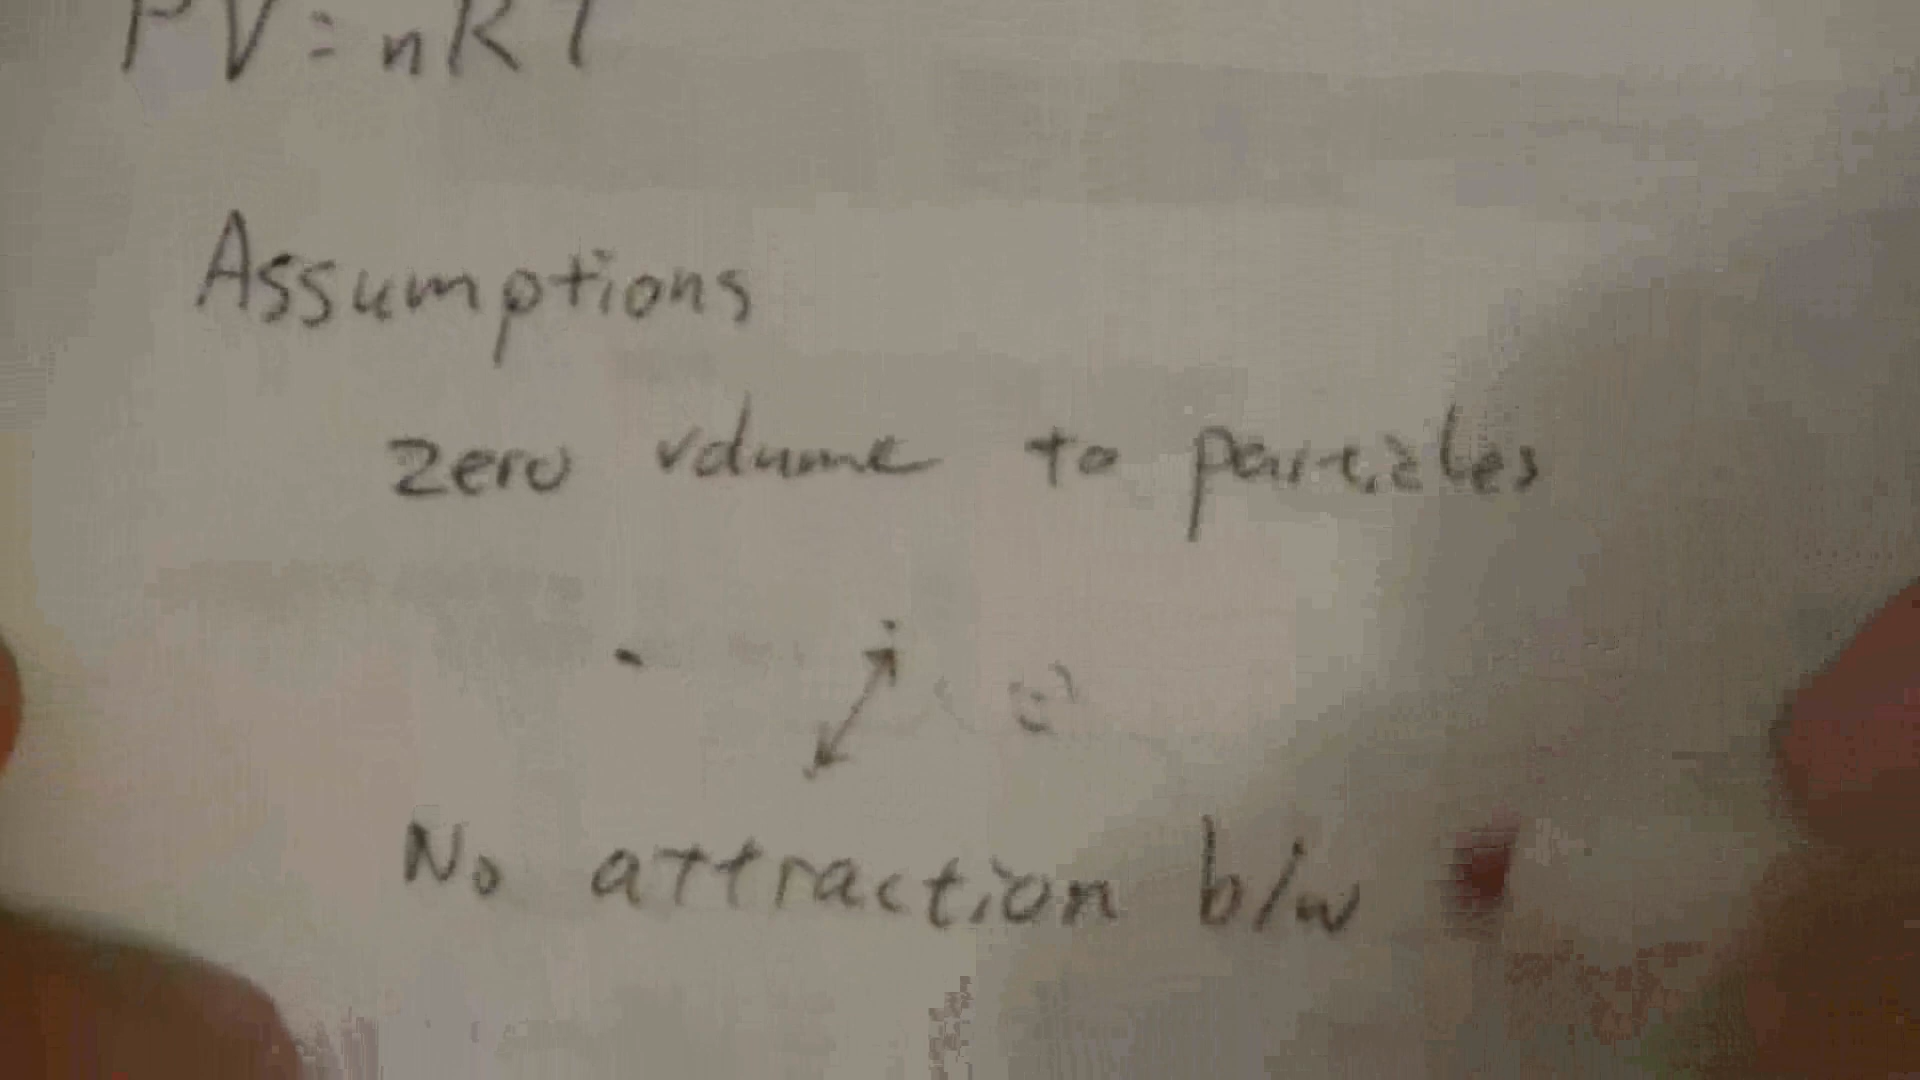 PV = nRT
Assumptions
zero volume to particles
No attraction b/w